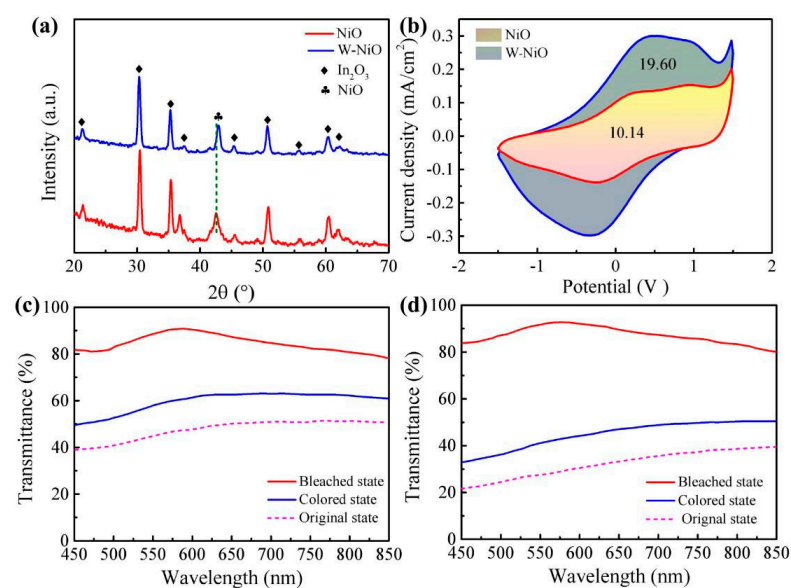 (a)
NiO
W-NiO
♦ In₂O₃
♣ NiO
Intensity (a.u.)
20 30 40 50 60 70
2θ (°)
(b)
NiO
W-NiO
19.60
10.14
Current density (mA/cm²)
0.3
0.2
0.1
0.0
-0.1
-0.2
-0.3
-2 -1 0 1 2
Potential (V )
(c)
Transmittance (%)
100
80
60
40
20
0
Bleached state
Colored state
Original state
450 500 550 600 650 700 750 800 850
Wavelength (nm)
(d)
Transmittance (%)
100
80
60
40
20
0
Bleached state
Colored state
Orignal state
450 500 550 600 650 700 750 800 850
Wavelength (nm)